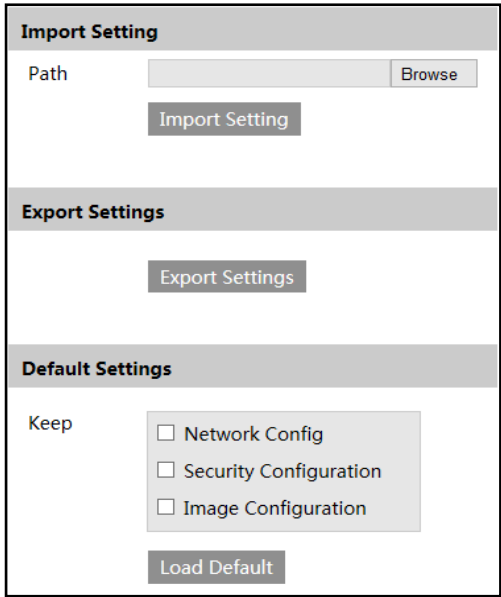 Import Setting
Path Browse
Import Setting
Export Settings
Export Settings
Default Settings
Keep
Network Config
Security Configuration
Image Configuration
Load Default